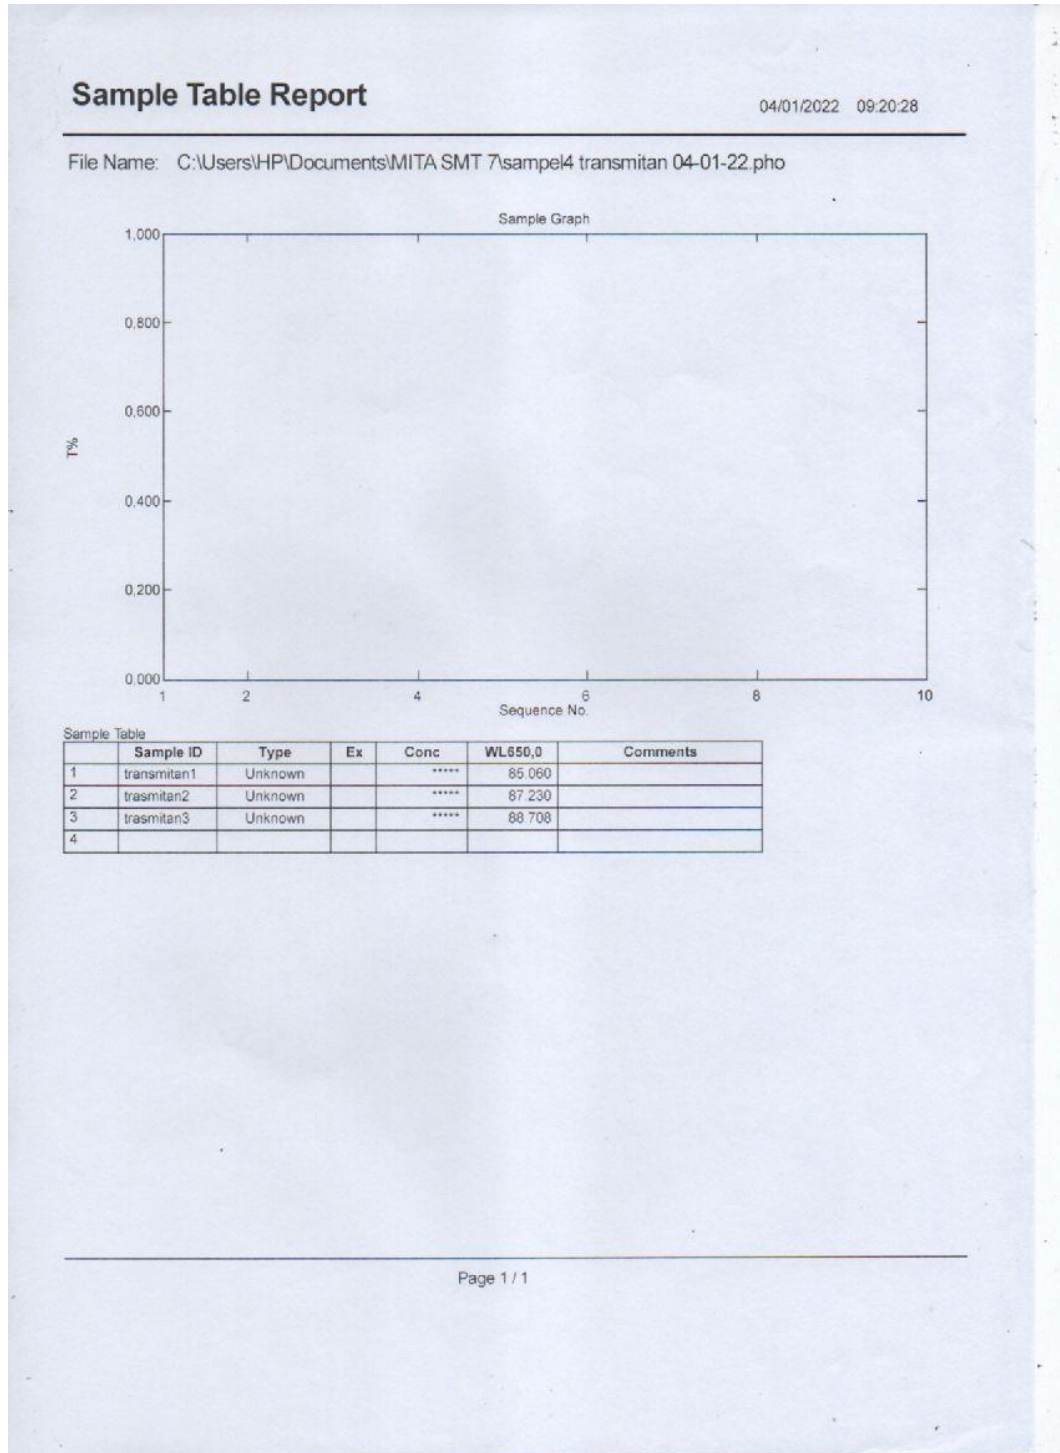 Sample Table Report
04/01/2022 09:20:28
File Name: C:\Users\HP\Documents\MITA SMT 7\sampel4 transmitan 04-01-22.pho
Sample Graph
1,000
0,800
0,600
0,400
0,200
0,000
T%
1 2 4 6 8 10
Sequence No.
Sample Table
Sample ID Type Ex Conc WL650,0 Comments
1 transmitan1 Unknown ***** 85.060
2 trasmitan2 Unknown ***** 87.230
3 trasmitan3 Unknown ***** 88.708
4
Page 1 / 1